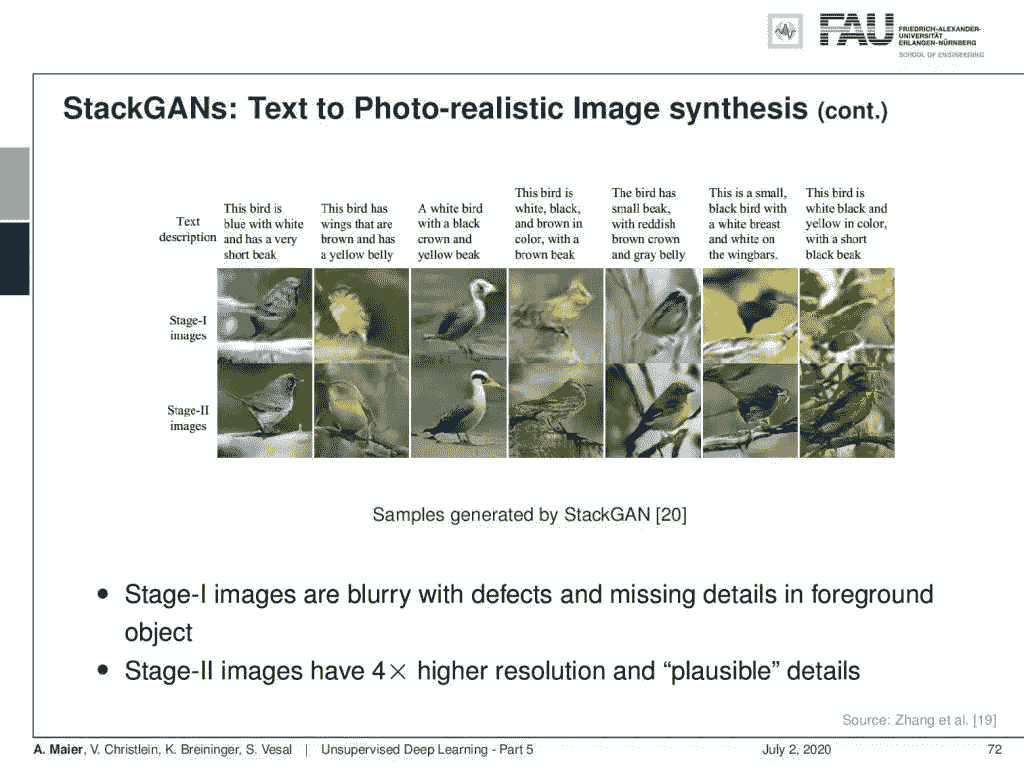 FAU
FRIEDRICH-ALEXANDER-
UNIVERSITÄT
ERLANGEN-NÜRNBERG
SCHOOL OF ENGINEERING
StackGANs: Text to Photo-realistic Image synthesis (cont.)
Text
description
This bird is
blue with white
and has a very
short beak
This bird has
wings that are
brown and has
a yellow belly
A white bird
with a black
crown and
yellow beak
This bird is
white, black,
and brown in
color, with a
brown beak
The bird has
small beak,
with reddish
brown crown
and gray belly
This is a small,
black bird with
a white breast
and white on
the wingbars.
This bird is
white black and
yellow in color,
with a short
black beak
Stage-I
images
Stage-II
images
Samples generated by StackGAN [20]
• Stage-I images are blurry with defects and missing details in foreground
object
• Stage-II images have 4× higher resolution and “plausible” details
Source: Zhang et al. [19]
A. Maier, V. Christlein, K. Breininger, S. Vesal | Unsupervised Deep Learning - Part 5 July 2, 2020 72